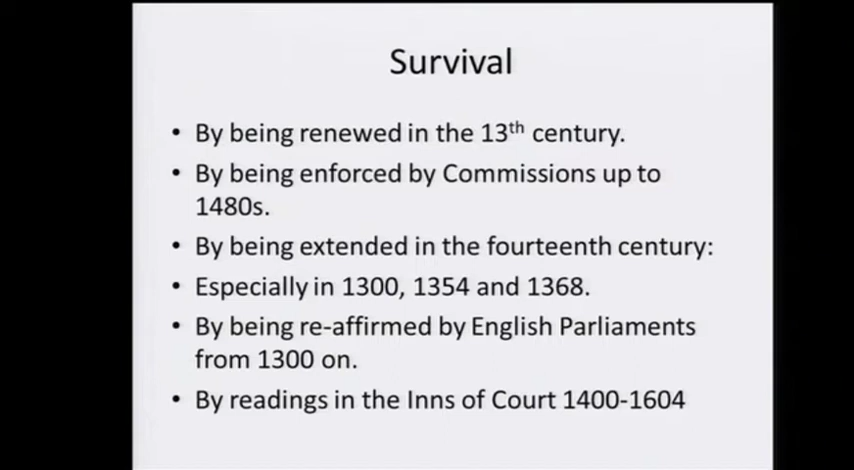 Survival
• By being renewed in the 13th century.
• By being enforced by Commissions up to
1480s.
• By being extended in the fourteenth century:
• Especially in 1300, 1354 and 1368.
• By being re-affirmed by English Parliaments
from 1300 on.
• By readings in the Inns of Court 1400-1604